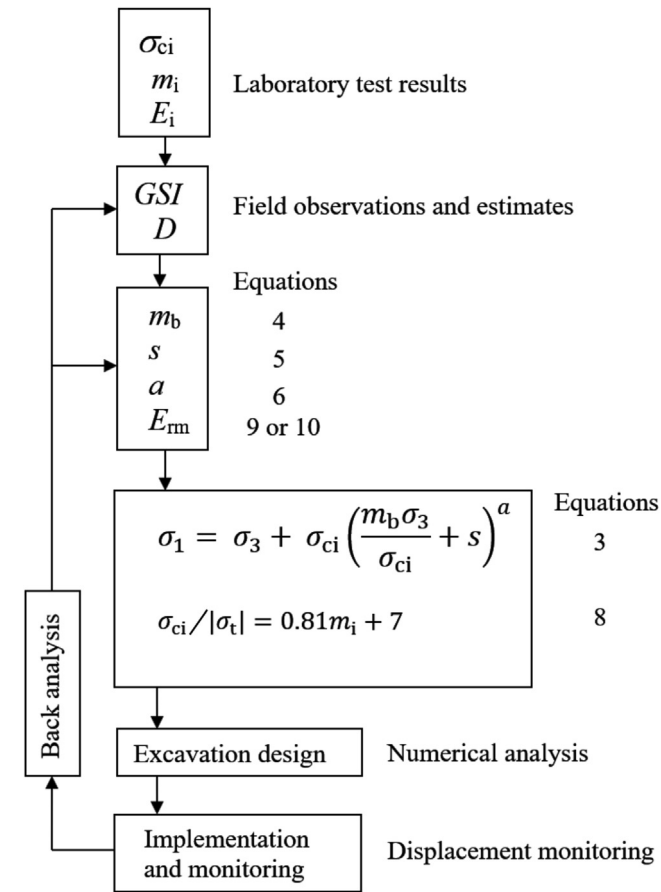 σci
mi
Ei
Laboratory test results
GSI
D
Field observations and estimates
Equations
mb 4
s 5
a 6
Erm 9 or 10
Equations
σ1 = σ3 + σci (mbσ3/σci + s)^a 3
σci/|σt| = 0.81mi + 7 8
Back analysis
Excavation design
Numerical analysis
Implementation
and monitoring
Displacement monitoring